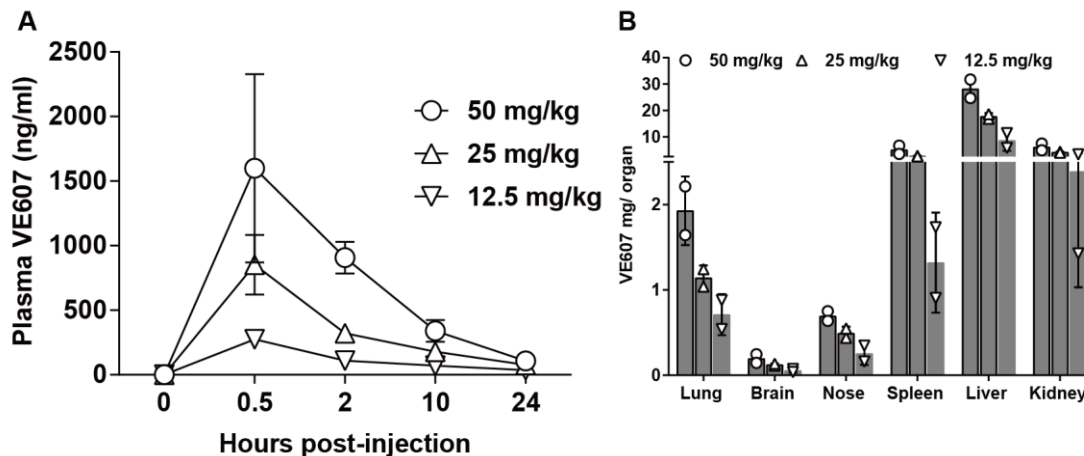 A
Plasma VE607 (ng/ml)
2500
2000
1500
1000
500
0
50 mg/kg
25 mg/kg
12.5 mg/kg
0 0.5 2 10 24
Hours post-injection
B
VE607 mg/ organ
50 mg/kg 25 mg/kg 12.5 mg/kg
40
30
20
10
2
1
0
Lung Brain Nose Spleen Liver Kidney